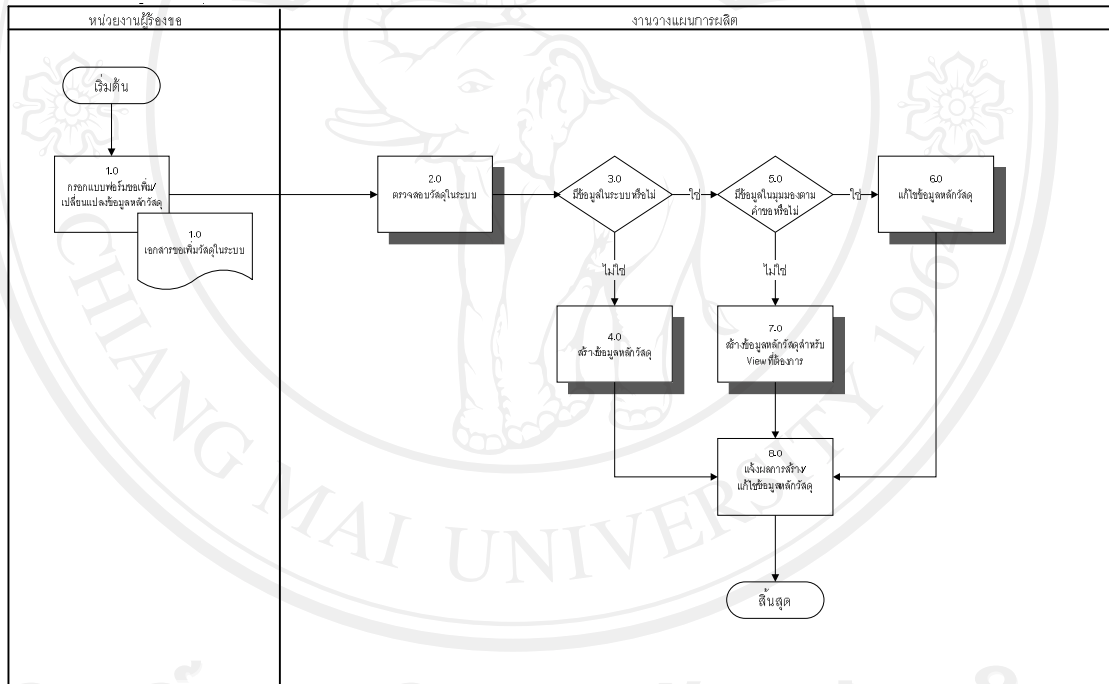 หน่วยงานผู้ร้องขอ
งานวางแผนการผลิต
เริ่มต้น
1.0
กรอกแบบฟอร์มขอเพิ่ม/
เปลี่ยนแปลงข้อมูลหลักวัสดุ
1.0
เอกสารขอเพิ่มวัสดุในระบบ
2.0
ตรวจสอบวัสดุในระบบ
3.0
มีข้อมูลในระบบหรือไม่
ใช่
5.0
มีข้อมูลในมุมมองตาม
คำขอหรือไม่
ใช่
6.0
แก้ไขข้อมูลหลักวัสดุ
ไม่ใช่
ไม่ใช่
4.0
สร้างข้อมูลหลักวัสดุ
7.0
สร้างข้อมูลหลักวัสดุสำหรับ
View ที่ต้องการ
8.0
แจ้งผลการสร้าง/
แก้ไขข้อมูลหลักวัสดุ
สิ้นสุด
CHIANG MAI UNIVERSITY 1964